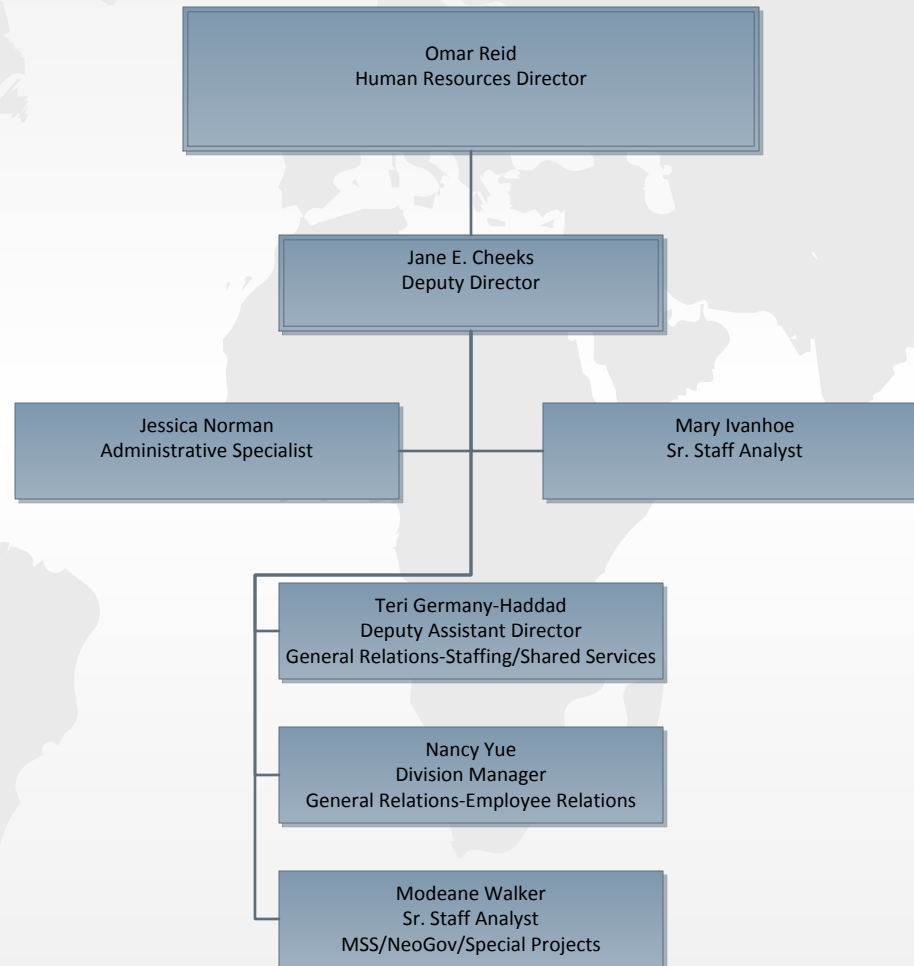 Omar Reid
Human Resources Director
Jane E. Cheeks
Deputy Director
Jessica Norman
Administrative Specialist
Mary Ivanhoe
Sr. Staff Analyst
Teri Germany-Haddad
Deputy Assistant Director
General Relations-Staffing/Shared Services
Nancy Yue
Division Manager
General Relations-Employee Relations
Modeane Walker
Sr. Staff Analyst
MSS/NeoGov/Special Projects